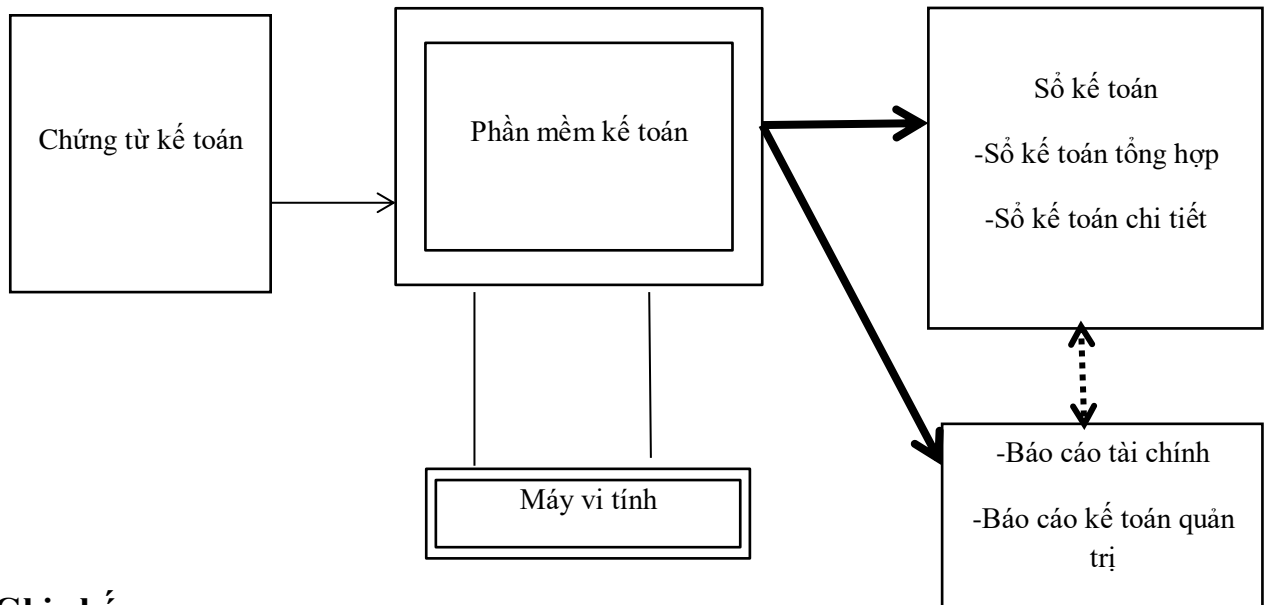 Chứng từ kế toán
Phần mềm kế toán
Sổ kế toán
-Sổ kế toán tổng hợp
-Sổ kế toán chi tiết
Máy vi tính
-Báo cáo tài chính
-Báo cáo kế toán quản
trị